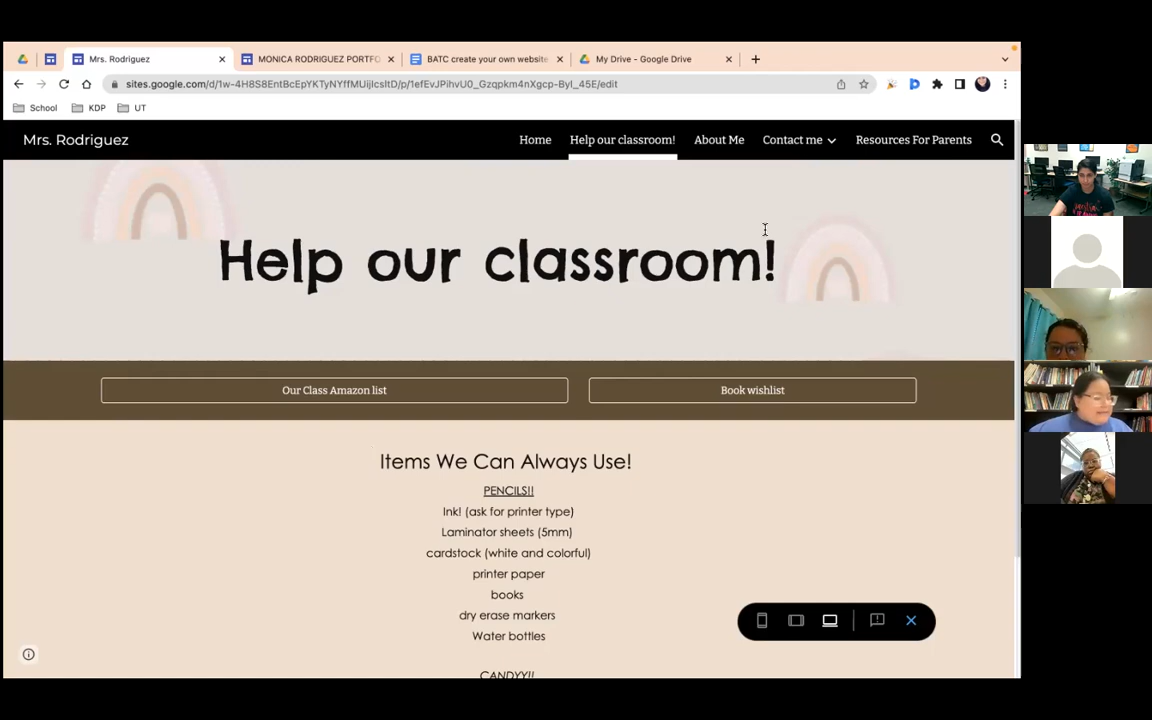 Mrs. Rodriguez
MONICA RODRIGUEZ PORTFO
BATC create your own website
My Drive - Google Drive
sites.google.com/d/1w-4H8S8EntBcEpYKTyNYffMUijIcsItD/p/1efEvJPihvU0_Gzqpkm4nXgcp-ByI_45E/edit
School
KDP
UT
Mrs. Rodriguez
Home
Help our classroom!
About Me
Contact me
Resources For Parents
Help our classroom!
Our Class Amazon list
Book wishlist
Items We Can Always Use!
PENCILS!!
Ink! (ask for printer type)
Laminator sheets (5mm)
cardstock (white and colorful)
printer paper
books
dry erase markers
Water bottles
CANDYY!!